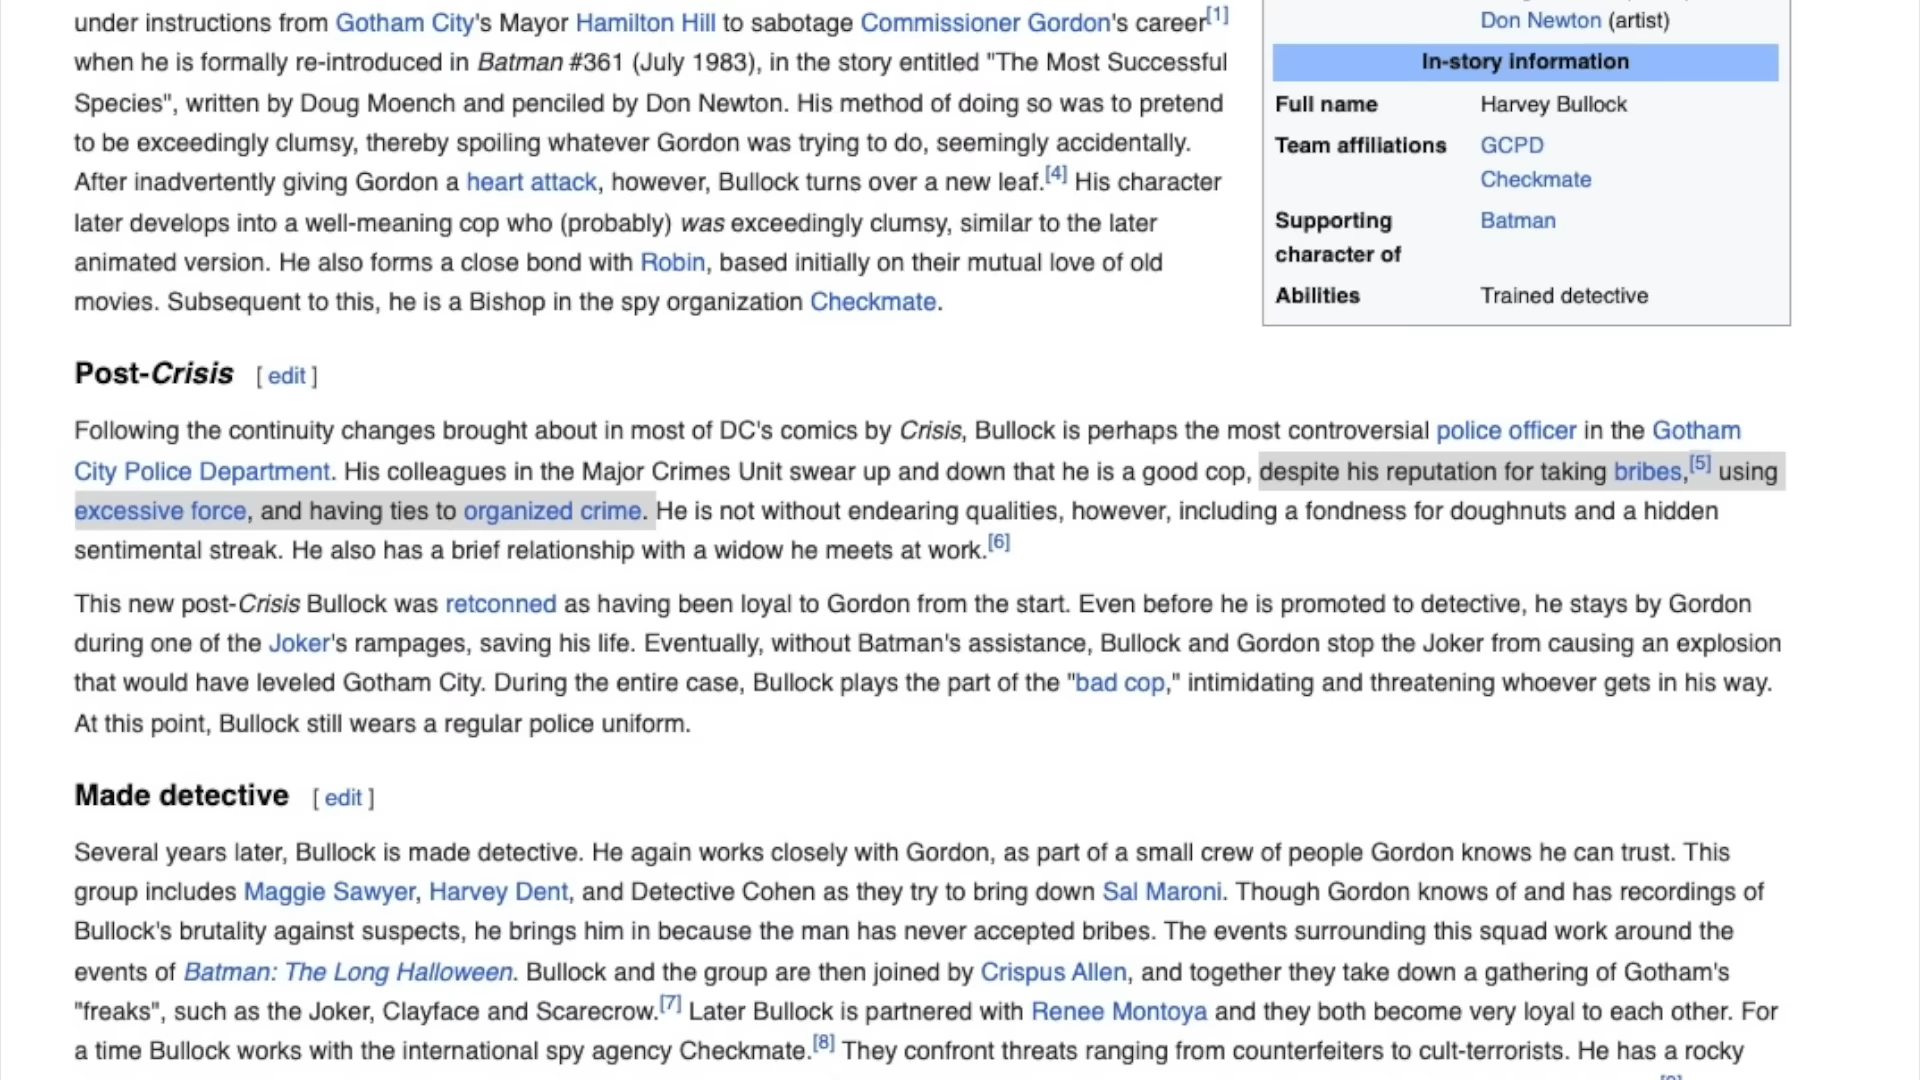 under instructions from Gotham City's Mayor Hamilton Hill to sabotage Commissioner Gordon's career[1]
when he is formally re-introduced in Batman #361 (July 1983), in the story entitled "The Most Successful
Species", written by Doug Moench and penciled by Don Newton. His method of doing so was to pretend
to be exceedingly clumsy, thereby spoiling whatever Gordon was trying to do, seemingly accidentally.
After inadvertently giving Gordon a heart attack, however, Bullock turns over a new leaf.[4] His character
later develops into a well-meaning cop who (probably) was exceedingly clumsy, similar to the later
animated version. He also forms a close bond with Robin, based initially on their mutual love of old
movies. Subsequent to this, he is a Bishop in the spy organization Checkmate.
Don Newton (artist)
In-story information
Full name Harvey Bullock
Team affiliations GCPD
Checkmate
Supporting Batman
character of
Abilities Trained detective
Post-Crisis [ edit ]
Following the continuity changes brought about in most of DC's comics by Crisis, Bullock is perhaps the most controversial police officer in the Gotham
City Police Department. His colleagues in the Major Crimes Unit swear up and down that he is a good cop, despite his reputation for taking bribes,[5] using
excessive force, and having ties to organized crime. He is not without endearing qualities, however, including a fondness for doughnuts and a hidden
sentimental streak. He also has a brief relationship with a widow he meets at work.[6]
This new post-Crisis Bullock was retconned as having been loyal to Gordon from the start. Even before he is promoted to detective, he stays by Gordon
during one of the Joker's rampages, saving his life. Eventually, without Batman's assistance, Bullock and Gordon stop the Joker from causing an explosion
that would have leveled Gotham City. During the entire case, Bullock plays the part of the "bad cop," intimidating and threatening whoever gets in his way.
At this point, Bullock still wears a regular police uniform.
Made detective [ edit ]
Several years later, Bullock is made detective. He again works closely with Gordon, as part of a small crew of people Gordon knows he can trust. This
group includes Maggie Sawyer, Harvey Dent, and Detective Cohen as they try to bring down Sal Maroni. Though Gordon knows of and has recordings of
Bullock's brutality against suspects, he brings him in because the man has never accepted bribes. The events surrounding this squad work around the
events of Batman: The Long Halloween. Bullock and the group are then joined by Crispus Allen, and together they take down a gathering of Gotham's
"freaks", such as the Joker, Clayface and Scarecrow.[7] Later Bullock is partnered with Renee Montoya and they both become very loyal to each other. For
a time Bullock works with the international spy agency Checkmate.[8] They confront threats ranging from counterfeiters to cult-terrorists. He has a rocky